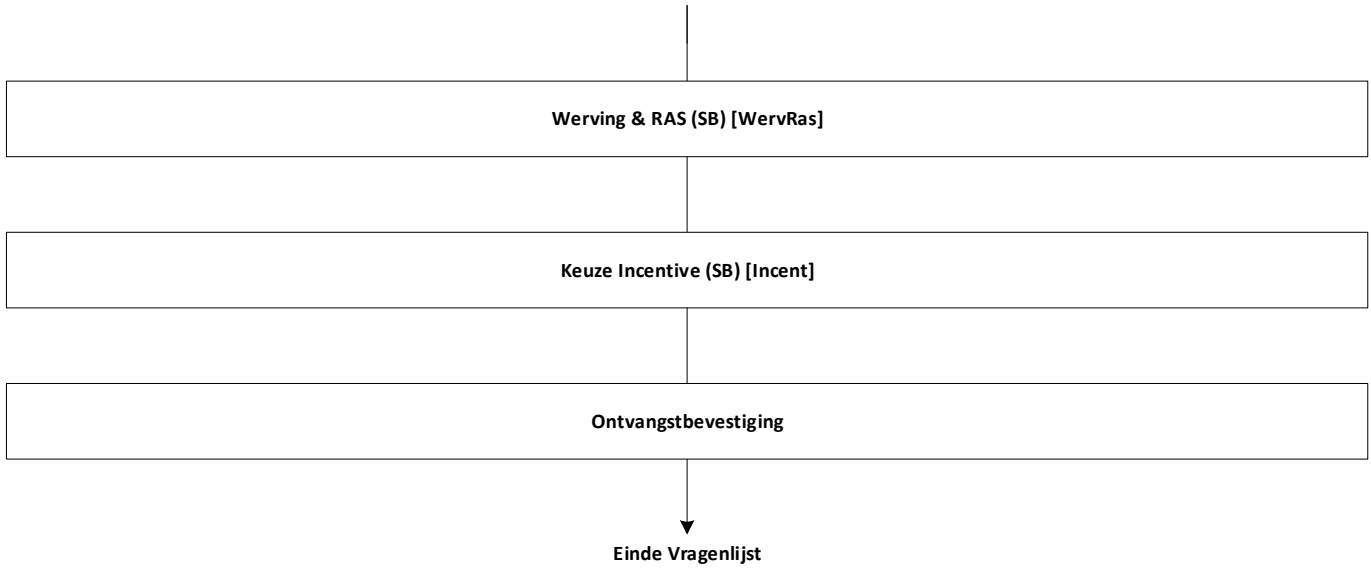 Werving & RAS (SB) [WervRas]
Keuze Incentive (SB) [Incent]
Ontvangstbevestiging
Einde Vragenlijst